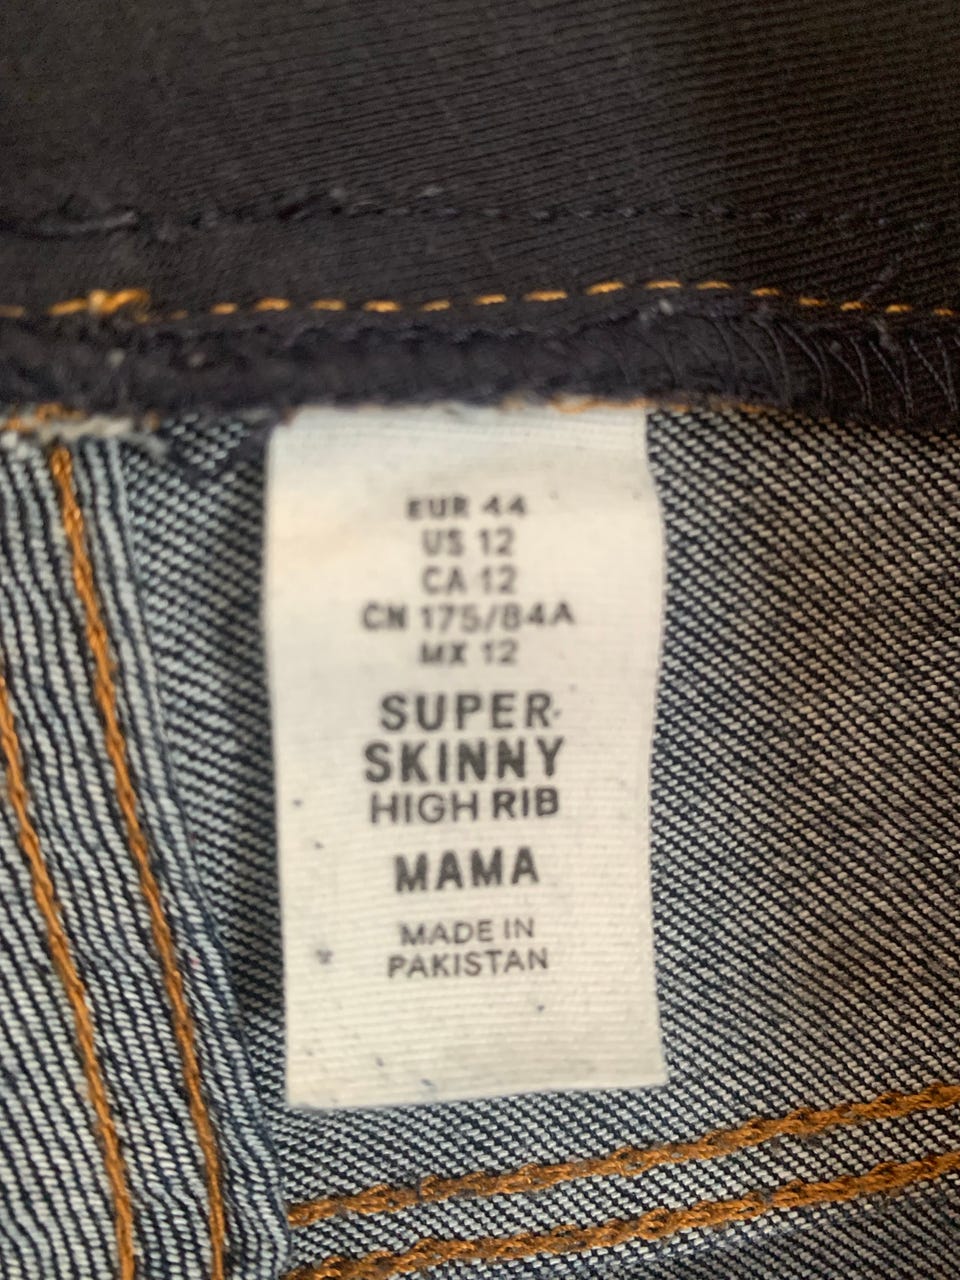 EUR 44
US 12
CA 12
CN 175/84A
MX 12
SUPER-
SKINNY
HIGH RIB
MAMA
MADE IN
PAKISTAN